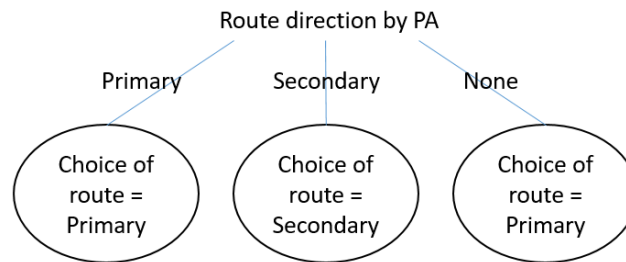 Route direction by PA
Primary
Secondary
None
Choice of
route =
Primary
Choice of
route =
Secondary
Choice of
route =
Primary